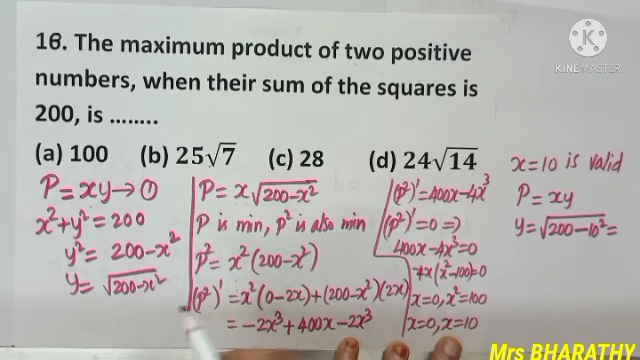 16. The maximum product of two positive
numbers, when their sum of the squares is
200, is ........
(a) 100 (b) 25√7 (c) 28 (d) 24√14
P = xy → ①
x² + y² = 200
y² = 200 - x²
y = √(200-x²)
P = x√(200-x²)
P is min, P² is also min
P² = x²(200-x²)
(P²)' = x²(0-2x)+(200-x²)(2x)
= -2x³+400x-2x³
(P²)' = 400x-4x³
(P²)' = 0 ⇒
400x-4x³=0
-4x(x²-100)=0
x=0, x²=100
x=0, x=10
x=10 is valid
P = xy
y = √(200-10²) =
K
KINEMASTER
Mrs BHARATHY